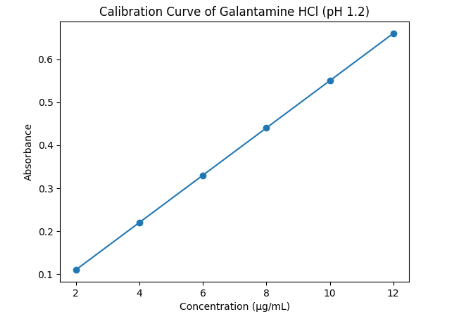 Calibration Curve of Galantamine HCl (pH 1.2)
0.6
0.5
0.4
0.3
0.2
0.1
Absorbance
2 4 6 8 10 12
Concentration (µg/mL)